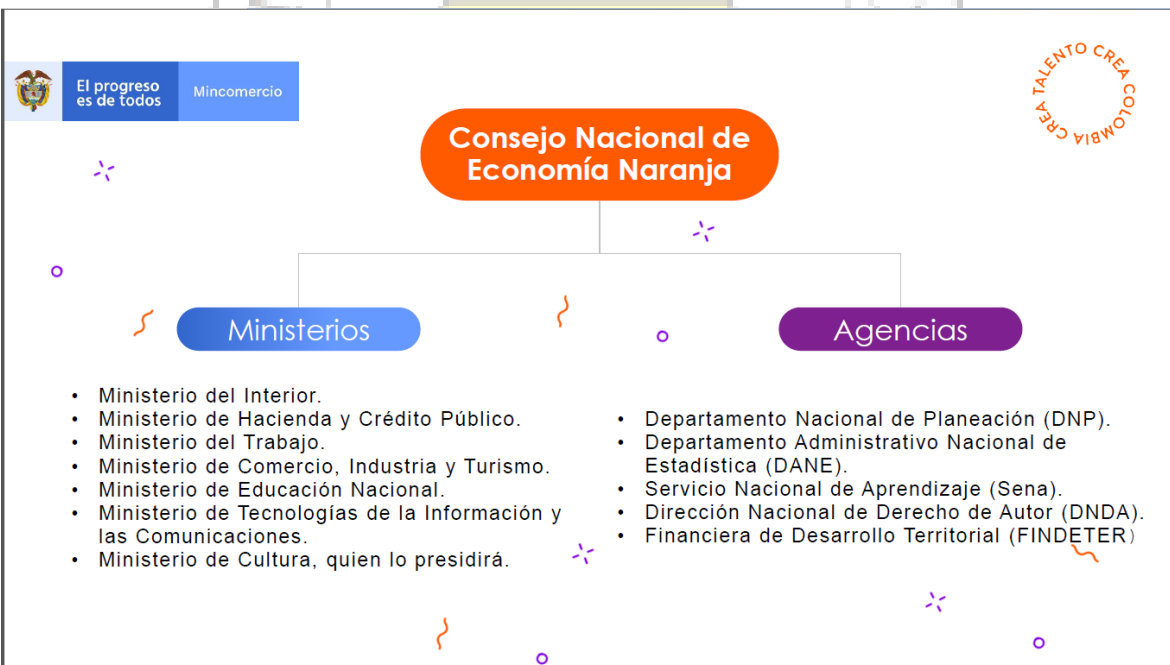 El progreso
es de todos
Mincomercio
CREA TALENTO CREA COLOMBIA
Consejo Nacional de
Economía Naranja
Ministerios
• Ministerio del Interior.
• Ministerio de Hacienda y Crédito Público.
• Ministerio del Trabajo.
• Ministerio de Comercio, Industria y Turismo.
• Ministerio de Educación Nacional.
• Ministerio de Tecnologías de la Información y
las Comunicaciones.
• Ministerio de Cultura, quien lo presidirá.
Agencias
• Departamento Nacional de Planeación (DNP).
• Departamento Administrativo Nacional de
Estadística (DANE).
• Servicio Nacional de Aprendizaje (Sena).
• Dirección Nacional de Derecho de Autor (DNDA).
• Financiera de Desarrollo Territorial (FINDETER)